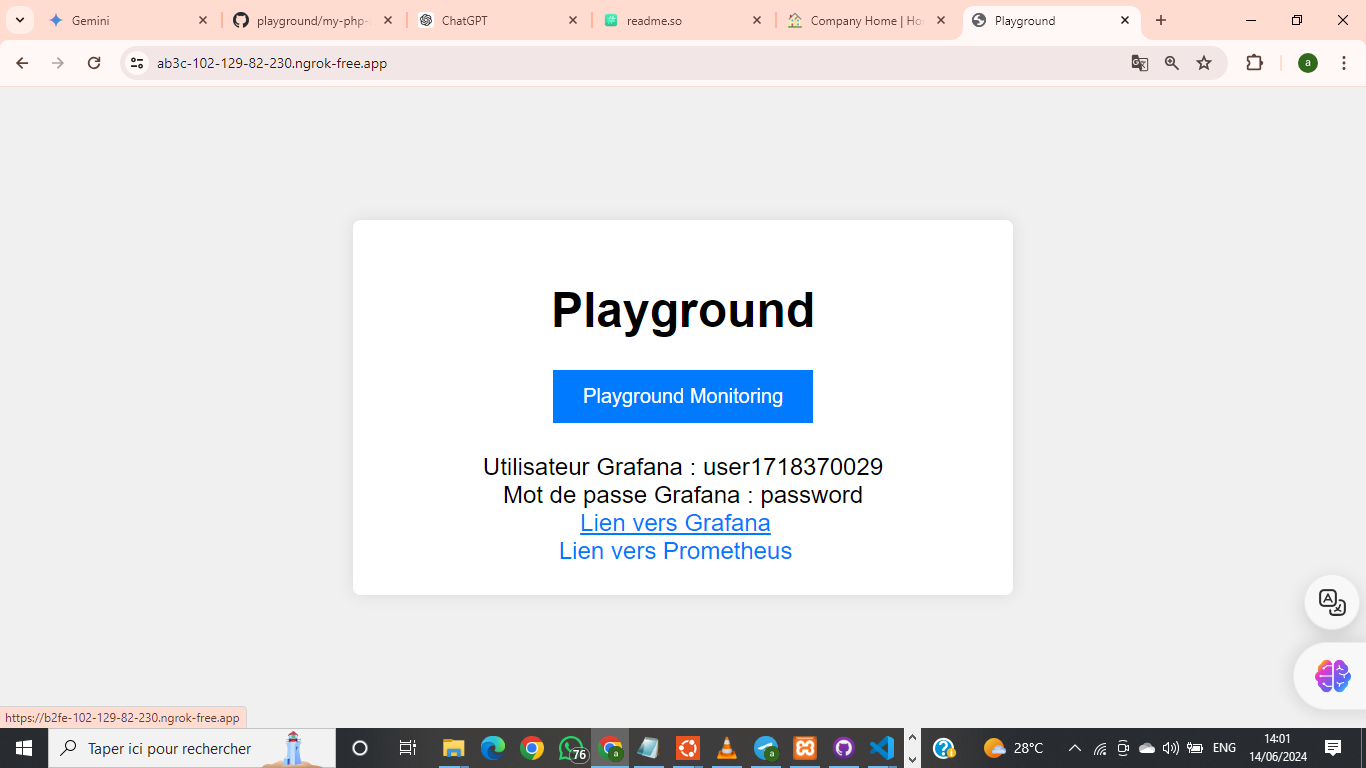 Gemini
playground/my-php-
ChatGPT
readme.so
Company Home | Ho
Playground
ab3c-102-129-82-230.ngrok-free.app
a
Playground
Playground Monitoring
Utilisateur Grafana : user1718370029
Mot de passe Grafana : password
Lien vers Grafana
Lien vers Prometheus
https://b2fe-102-129-82-230.ngrok-free.app
Taper ici pour rechercher
76
a
28°C
ENG
14:01
14/06/2024